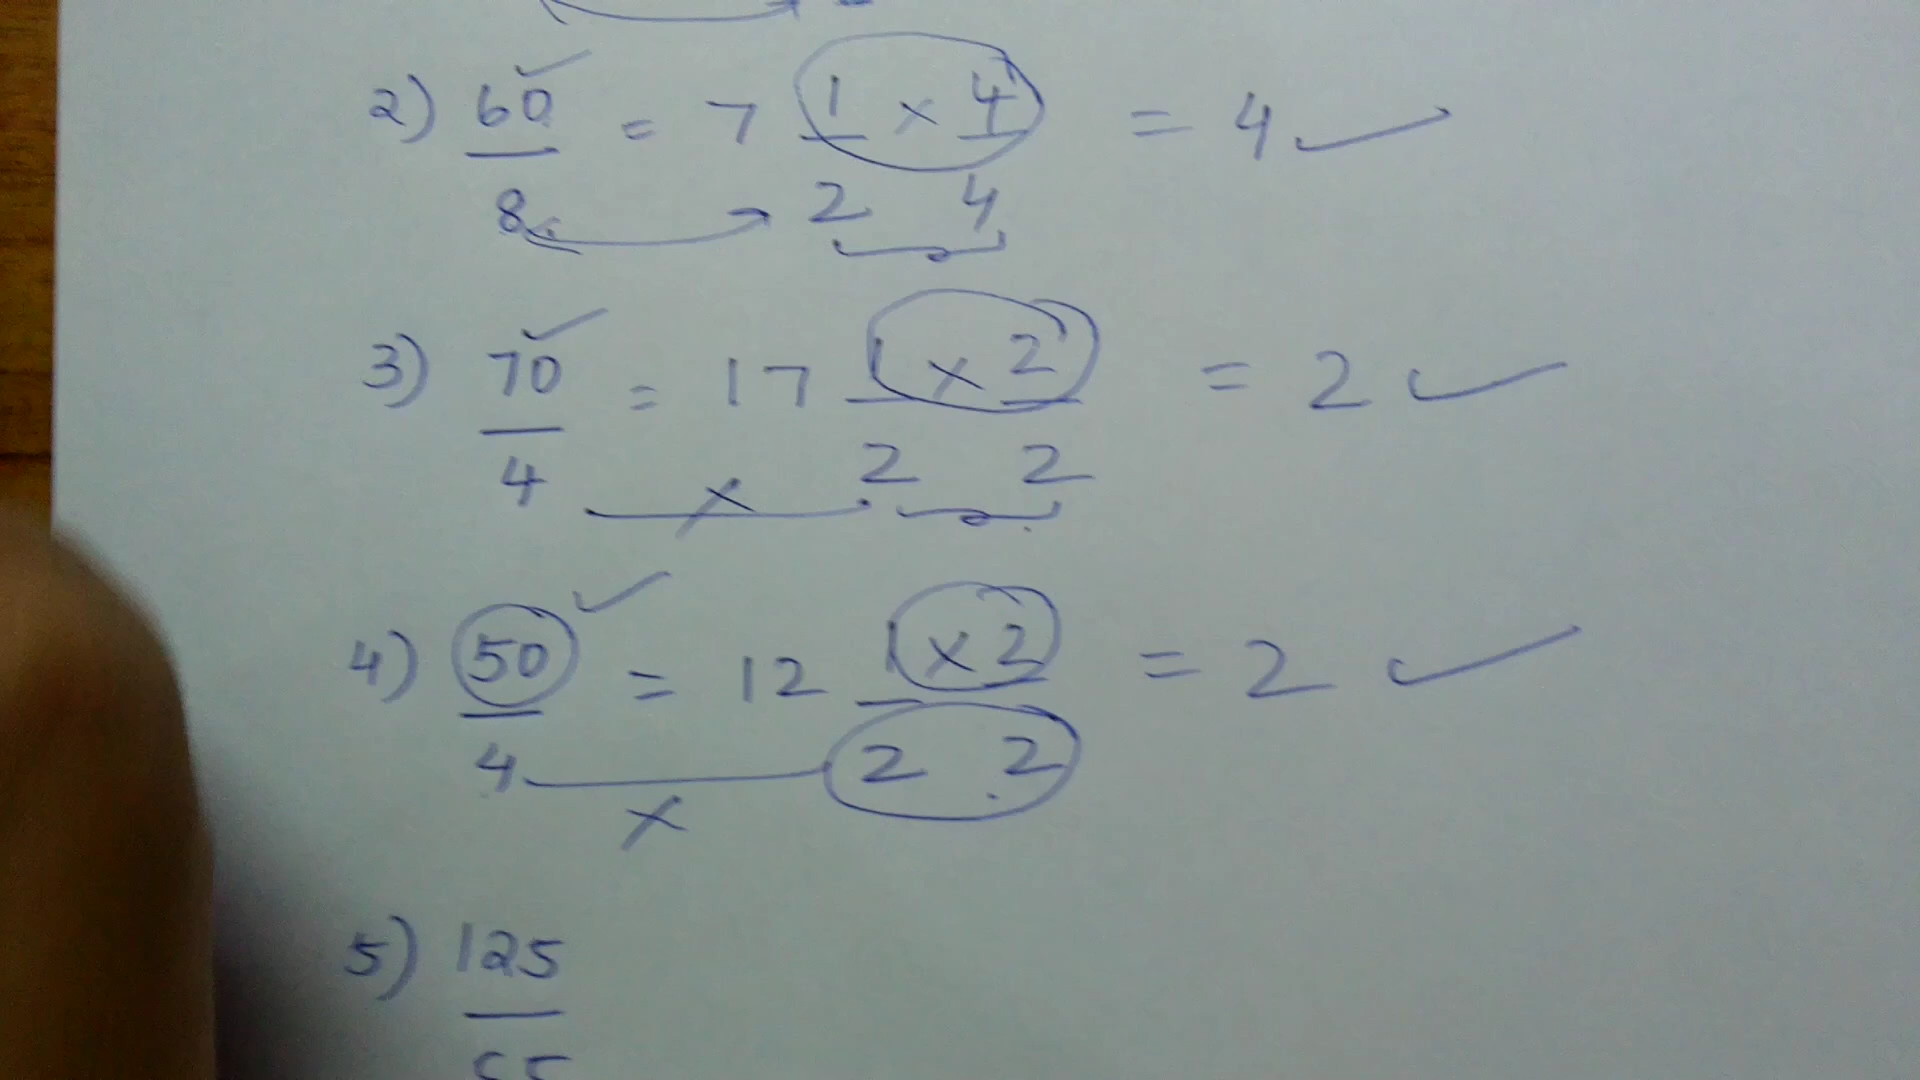 2) 60 = 7 1 x 4 = 4
8 2 4
3) 70 = 17 1 x 2 = 2
4 2 2
4) 50 = 12 1 x 2 = 2
4 2 2
5) 125
55